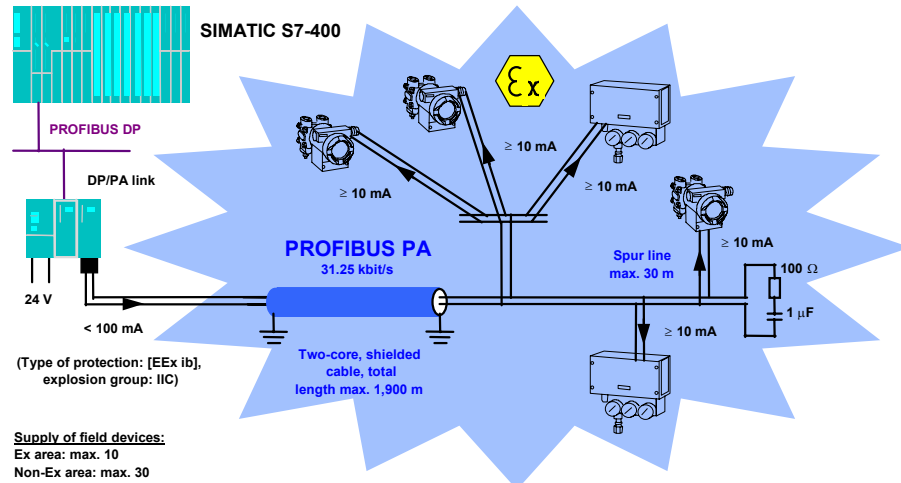 SIMATIC S7-400
Ex
PROFIBUS DP
DP/PA link
≥ 10 mA
≥ 10 mA
≥ 10 mA
≥ 10 mA
PROFIBUS PA
31.25 kbit/s
Spur line
max. 30 m
100 Ω
1 μF
24 V
< 100 mA
≥ 10 mA
Two-core, shielded
cable, total
length max. 1,900 m
(Type of protection: [EEx ib],
explosion group: IIC)
Supply of field devices:
Ex area: max. 10
Non-Ex area: max. 30